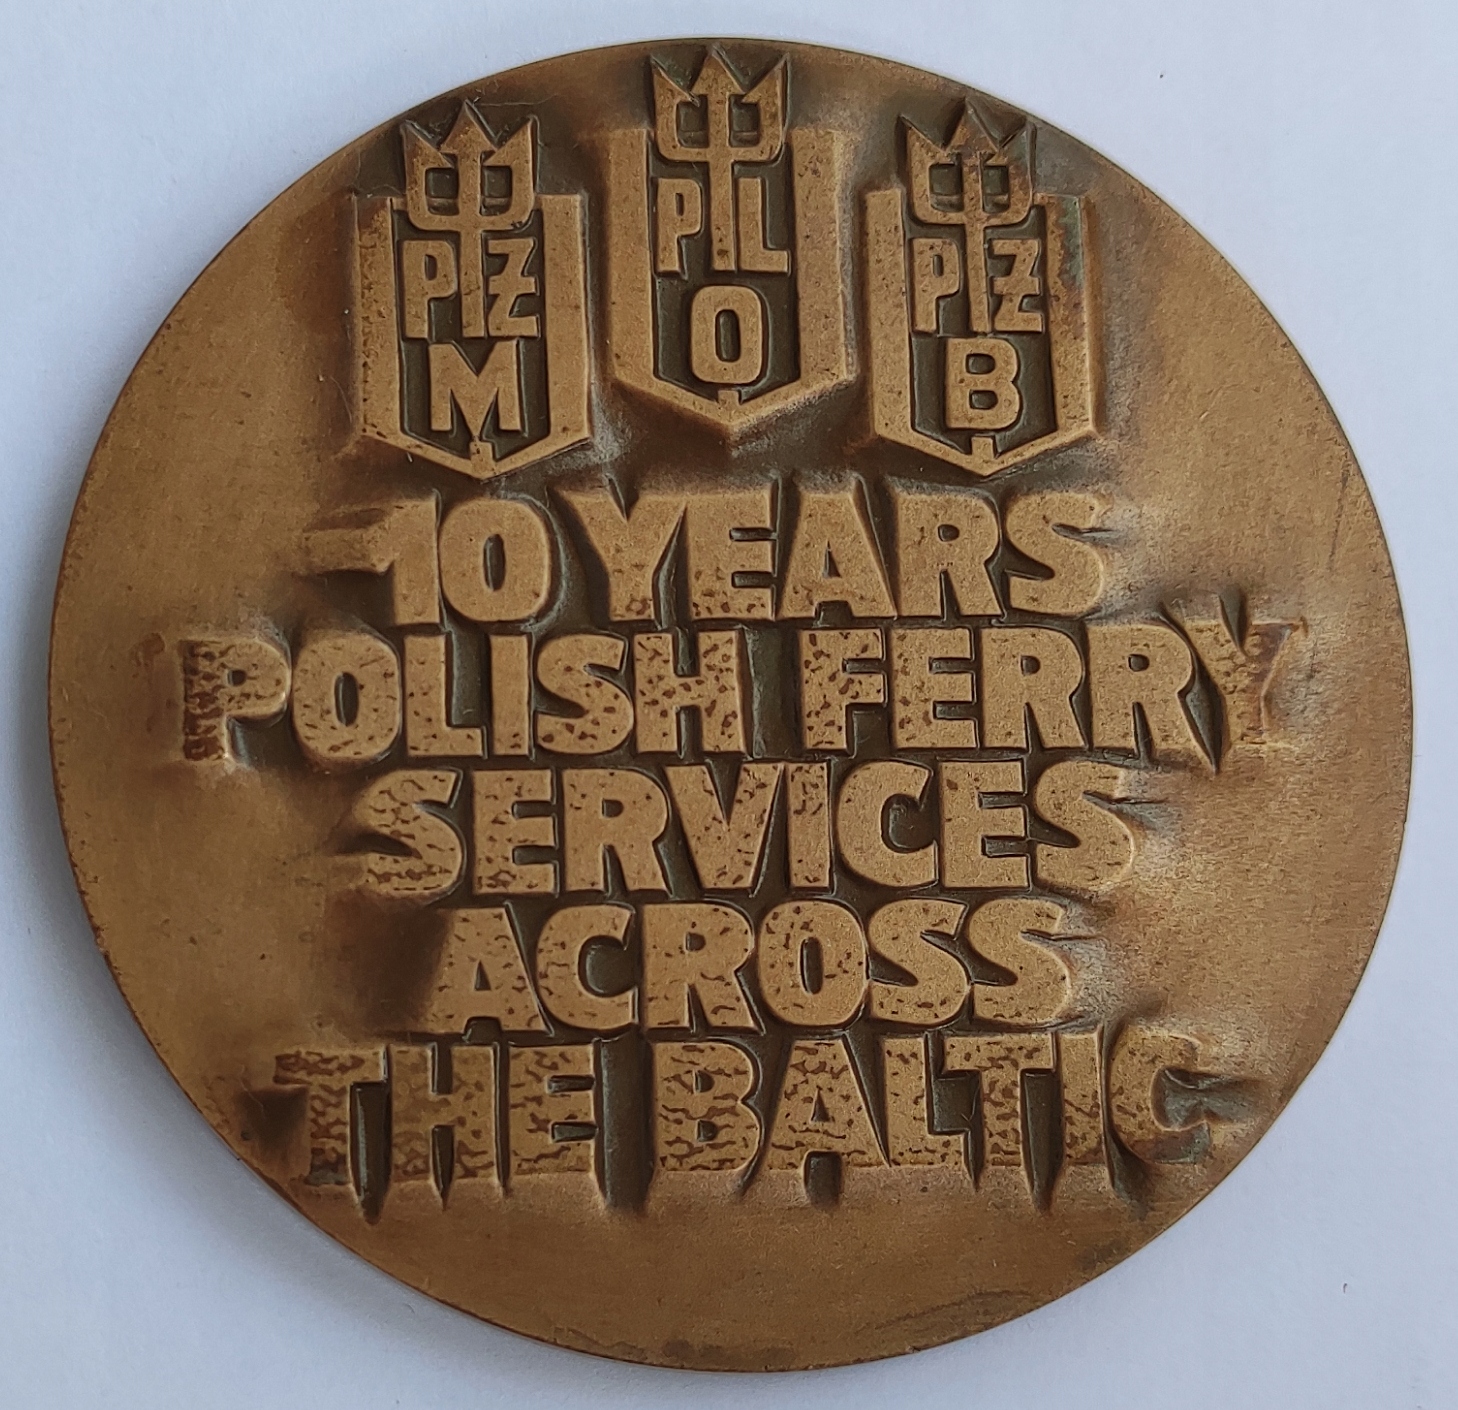 PŻM
PLO
PŻB
10 YEARS
POLISH FERRY
SERVICES
ACROSS
THE BALTIC